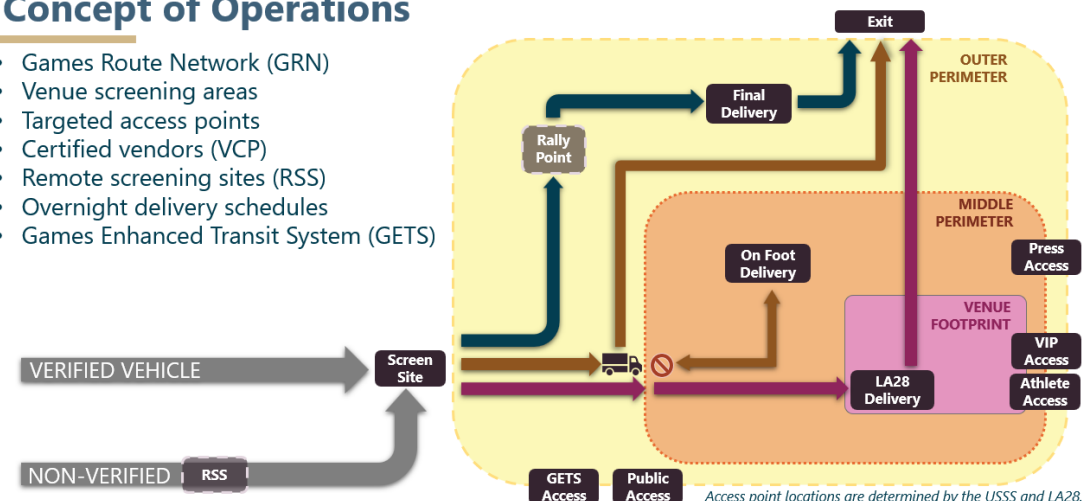 Concept of Operations
• Games Route Network (GRN)
• Venue screening areas
• Targeted access points
• Certified vendors (VCP)
• Remote screening sites (RSS)
• Overnight delivery schedules
• Games Enhanced Transit System (GETS)
Exit
OUTER
PERIMETER
Final
Delivery
Rally
Point
MIDDLE
PERIMETER
On Foot
Delivery
Press
Access
VENUE
FOOTPRINT
VERIFIED VEHICLE
Screen
Site
VIP
Access
LA28
Delivery
Athlete
Access
NON-VERIFIED
RSS
GETS
Access
Public
Access
Access point locations are determined by the USSS and LA28.